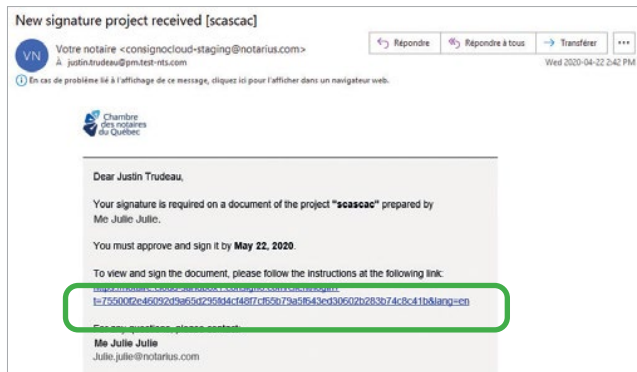 New signature project received [scascac]
Répondre
Répondre à tous
Transférer
VN
Votre notaire <consignocloud-staging@notarius.com>
À justin.trudeau@pm.test-nts.com
Wed 2020-04-22 2:42 PM
En cas de problème lié à l'affichage de ce message, cliquez ici pour l'afficher dans un navigateur web.
Chambre
des notaires
du Québec
Dear Justin Trudeau,
Your signature is required on a document of the project "scascac" prepared by
Me Julie Julie.
You must approve and sign it by May 22, 2020.
To view and sign the document, please follow the instructions at the following link:
t=75500f2e46092d9a65d295fd4cf48f7cf65b79a5f643ed30602b283b74c8c41b&lang=en
For any questions, please contact:
Me Julie Julie
Julie.julie@notarius.com